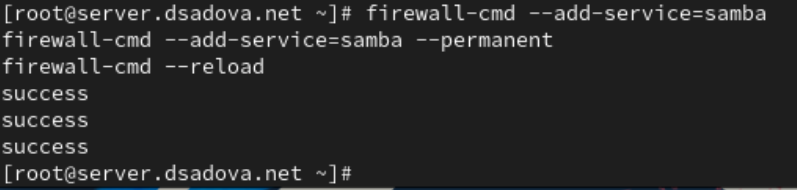 [root@server.dsadova.net ~]# firewall-cmd --add-service=samba
firewall-cmd --add-service=samba --permanent
firewall-cmd --reload
success
success
success
[root@server.dsadova.net ~]#